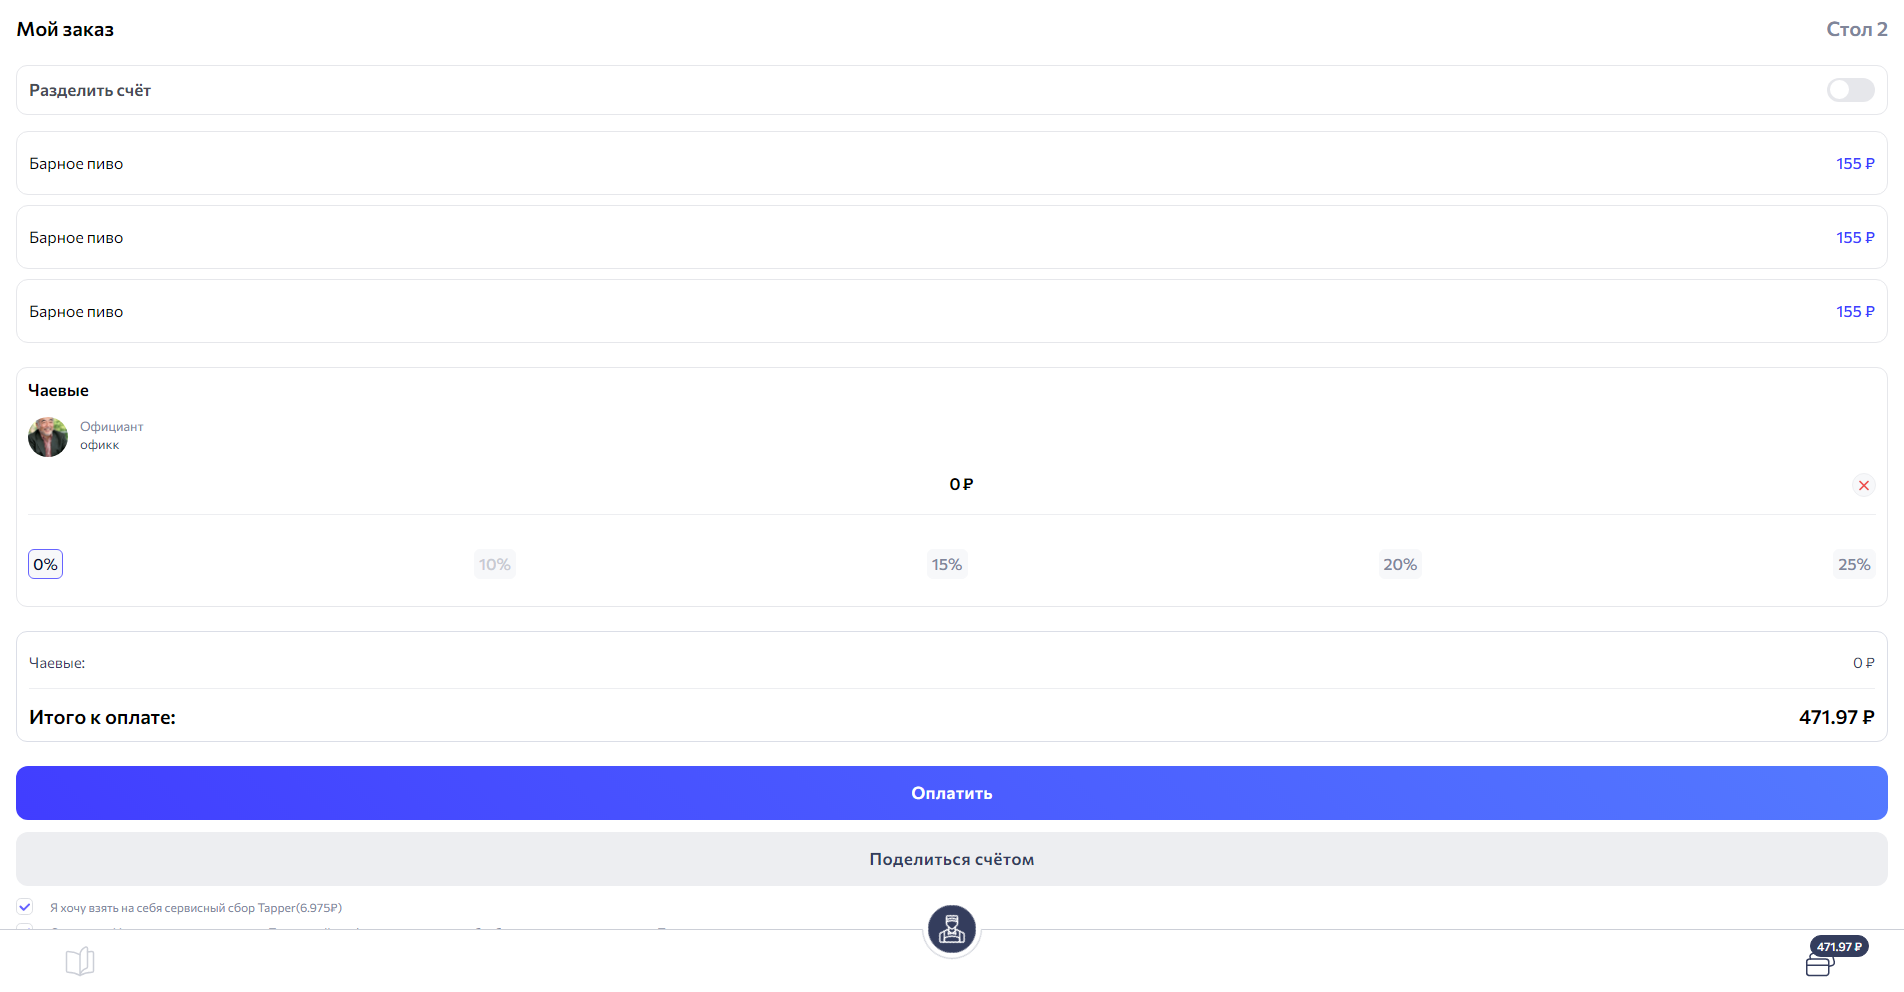 Мой заказ
Стол 2
Разделить счёт
Барное пиво
155 ₽
Барное пиво
155 ₽
Барное пиво
155 ₽
Чаевые
Официант
офикк
0 ₽
0%
10%
15%
20%
25%
Чаевые:
0 ₽
Итого к оплате:
471.97 ₽
Оплатить
Поделиться счётом
Я хочу взять на себя сервисный сбор Tapper(6.975₽)
471.97 ₽